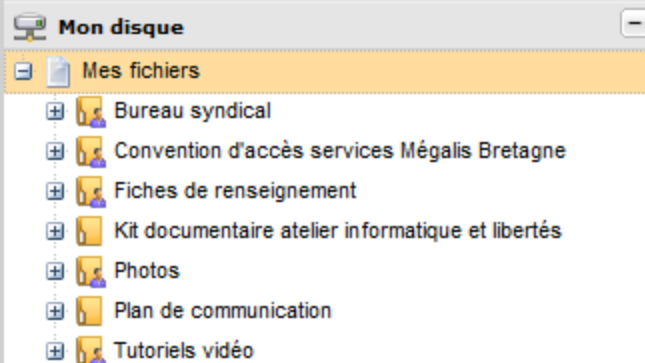 Mon disque
Mes fichiers
Bureau syndical
Convention d'accès services Mégalis Bretagne
Fiches de renseignement
Kit documentaire atelier informatique et libertés
Photos
Plan de communication
Tutoriels vidéo